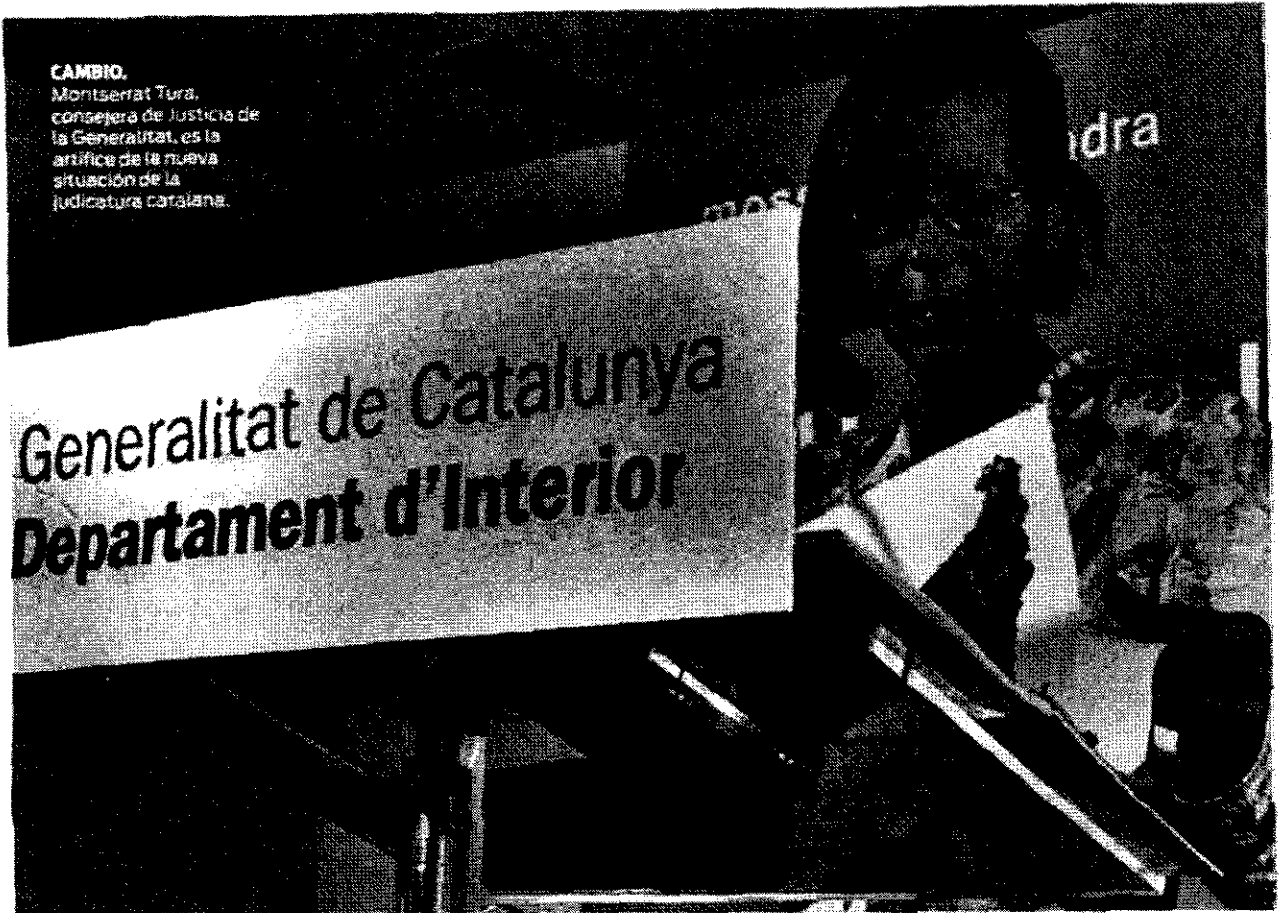 CAMBIO.
Montserrat Tura,
consejera de Justicia de
la Generalitat, es la
artífice de la nueva
situación de la
judicatura catalana.
moss
dra
Generalitat de Catalunya
Departament d'Interior